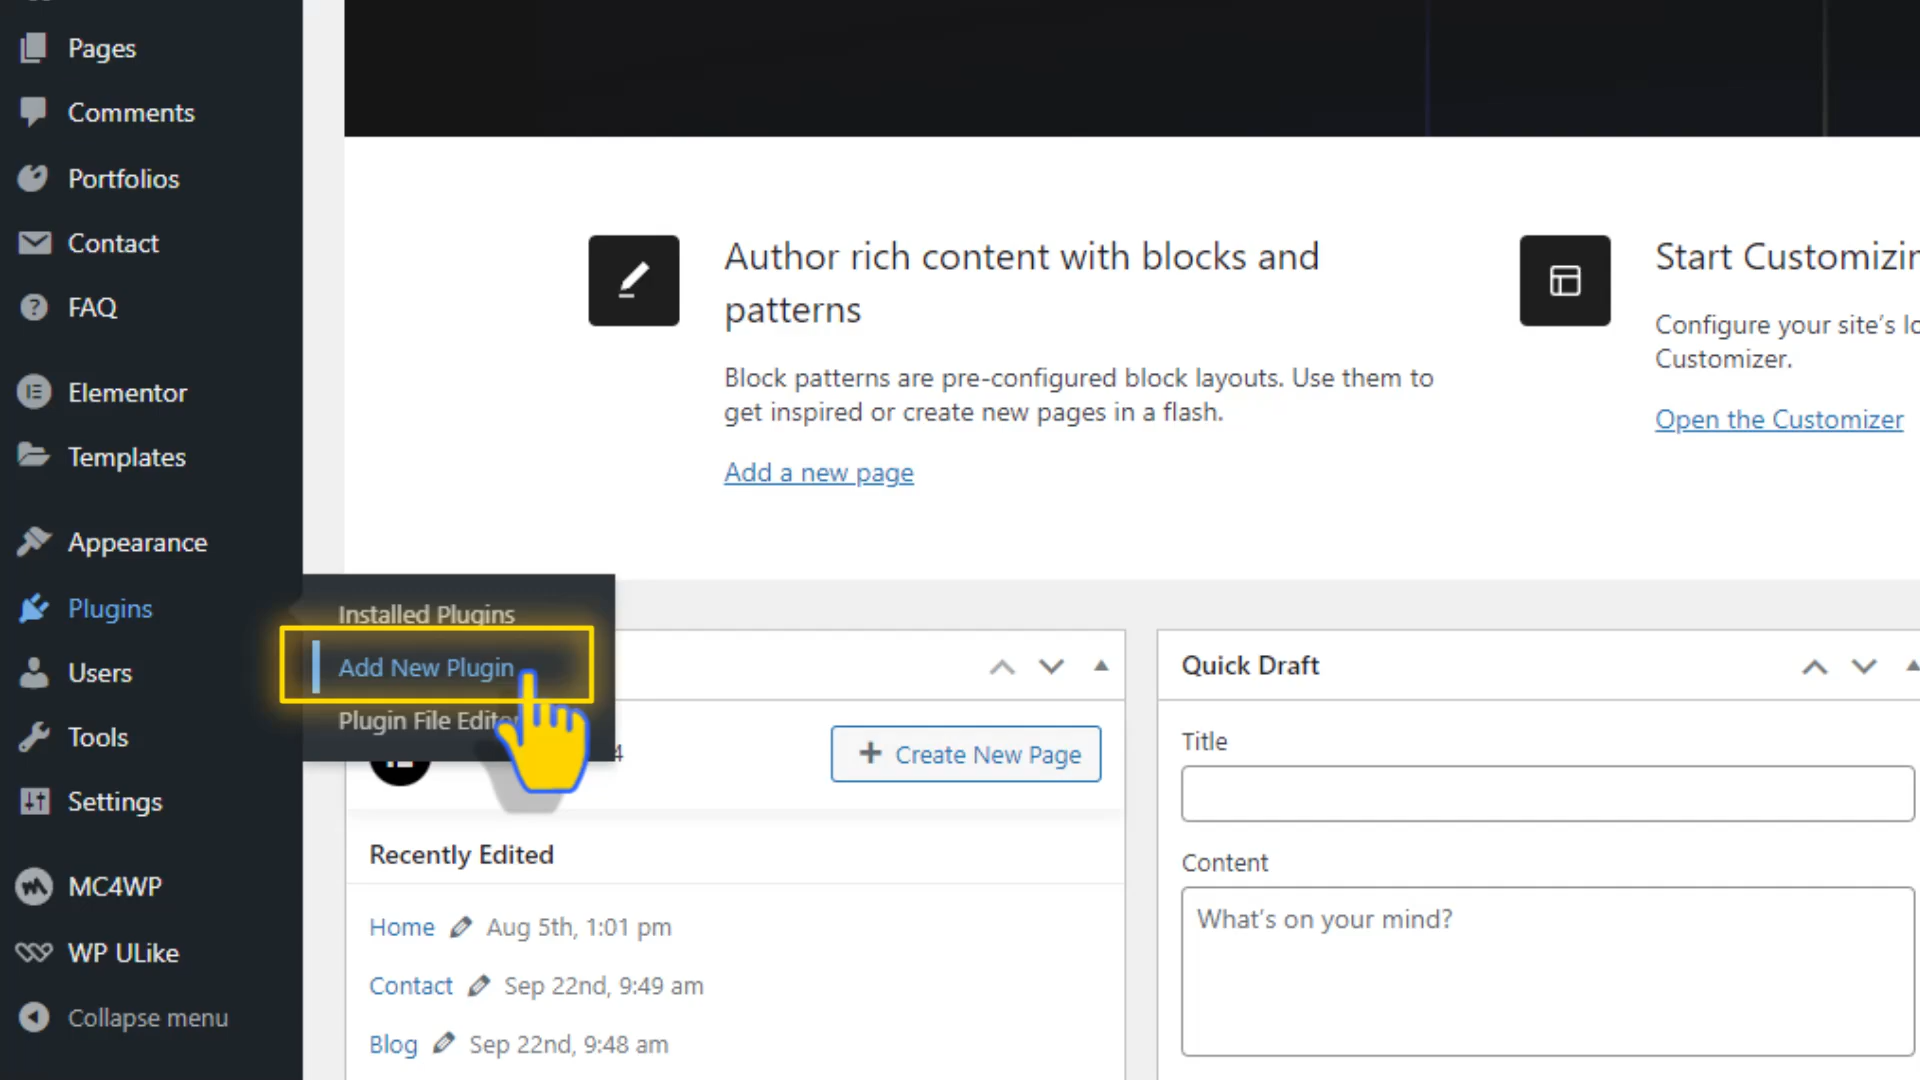 Pages
Comments
Portfolios
Contact
FAQ
Elementor
Templates
Appearance
Plugins
Users
Tools
Settings
MC4WP
WP ULike
Collapse menu
Installed Plugins
Add New Plugin
Plugin File
Author rich content with blocks and
patterns
Block patterns are pre-configured block layouts. Use them to
get inspired or create new pages in a flash.
Add a new page
Start
Configure your site's
Customizer.
Open the Customizer
4
+ Create New Page
Recently Edited
Home Aug 5th, 1:01 pm
Contact Sep 22nd, 9:49 am
Blog Sep 22nd, 9:48 am
Quick Draft
Title
Content
What's on your mind?